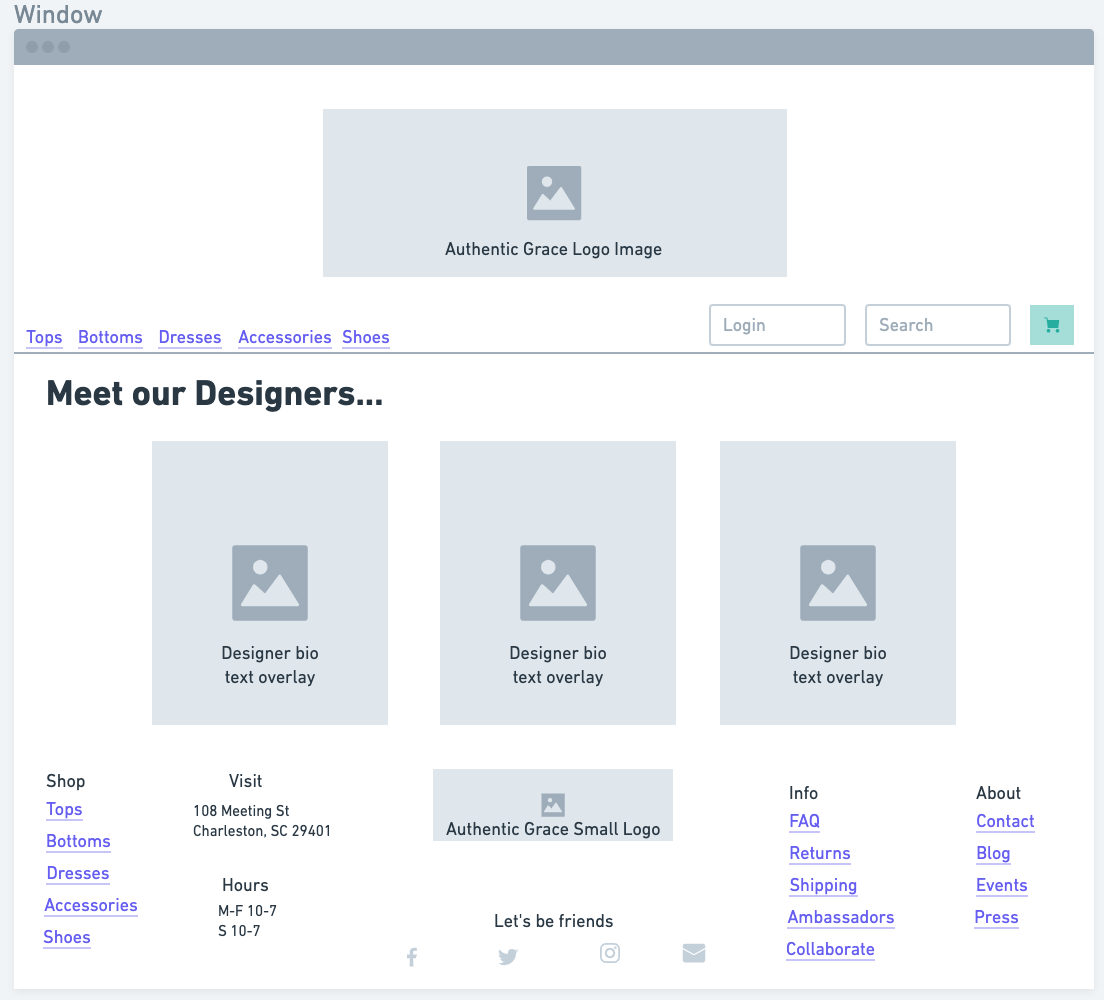 Window
Authentic Grace Logo Image
Tops Bottoms Dresses Accessories Shoes Login Search
Meet our Designers...
Designer bio
text overlay
Designer bio
text overlay
Designer bio
text overlay
Shop
Tops
Bottoms
Dresses
Accessories
Shoes
Visit
108 Meeting St
Charleston, SC 29401
Hours
M-F 10-7
S 10-7
Authentic Grace Small Logo
Let's be friends
Info
FAQ
Returns
Shipping
Ambassadors
Collaborate
About
Contact
Blog
Events
Press